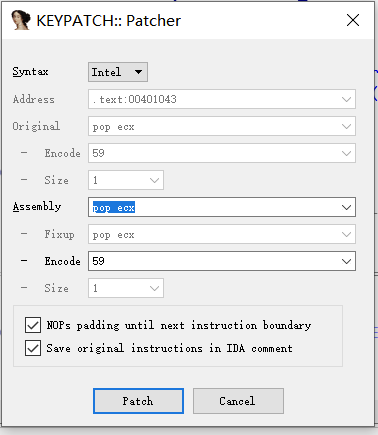 KEYPATCH:: Patcher
Syntax Intel
Address .text:00401043
Original pop ecx
- Encode 59
- Size 1
Assembly pop ecx
- Fixup pop ecx
- Encode 59
- Size 1
NOPs padding until next instruction boundary
Save original instructions in IDA comment
Patch Cancel